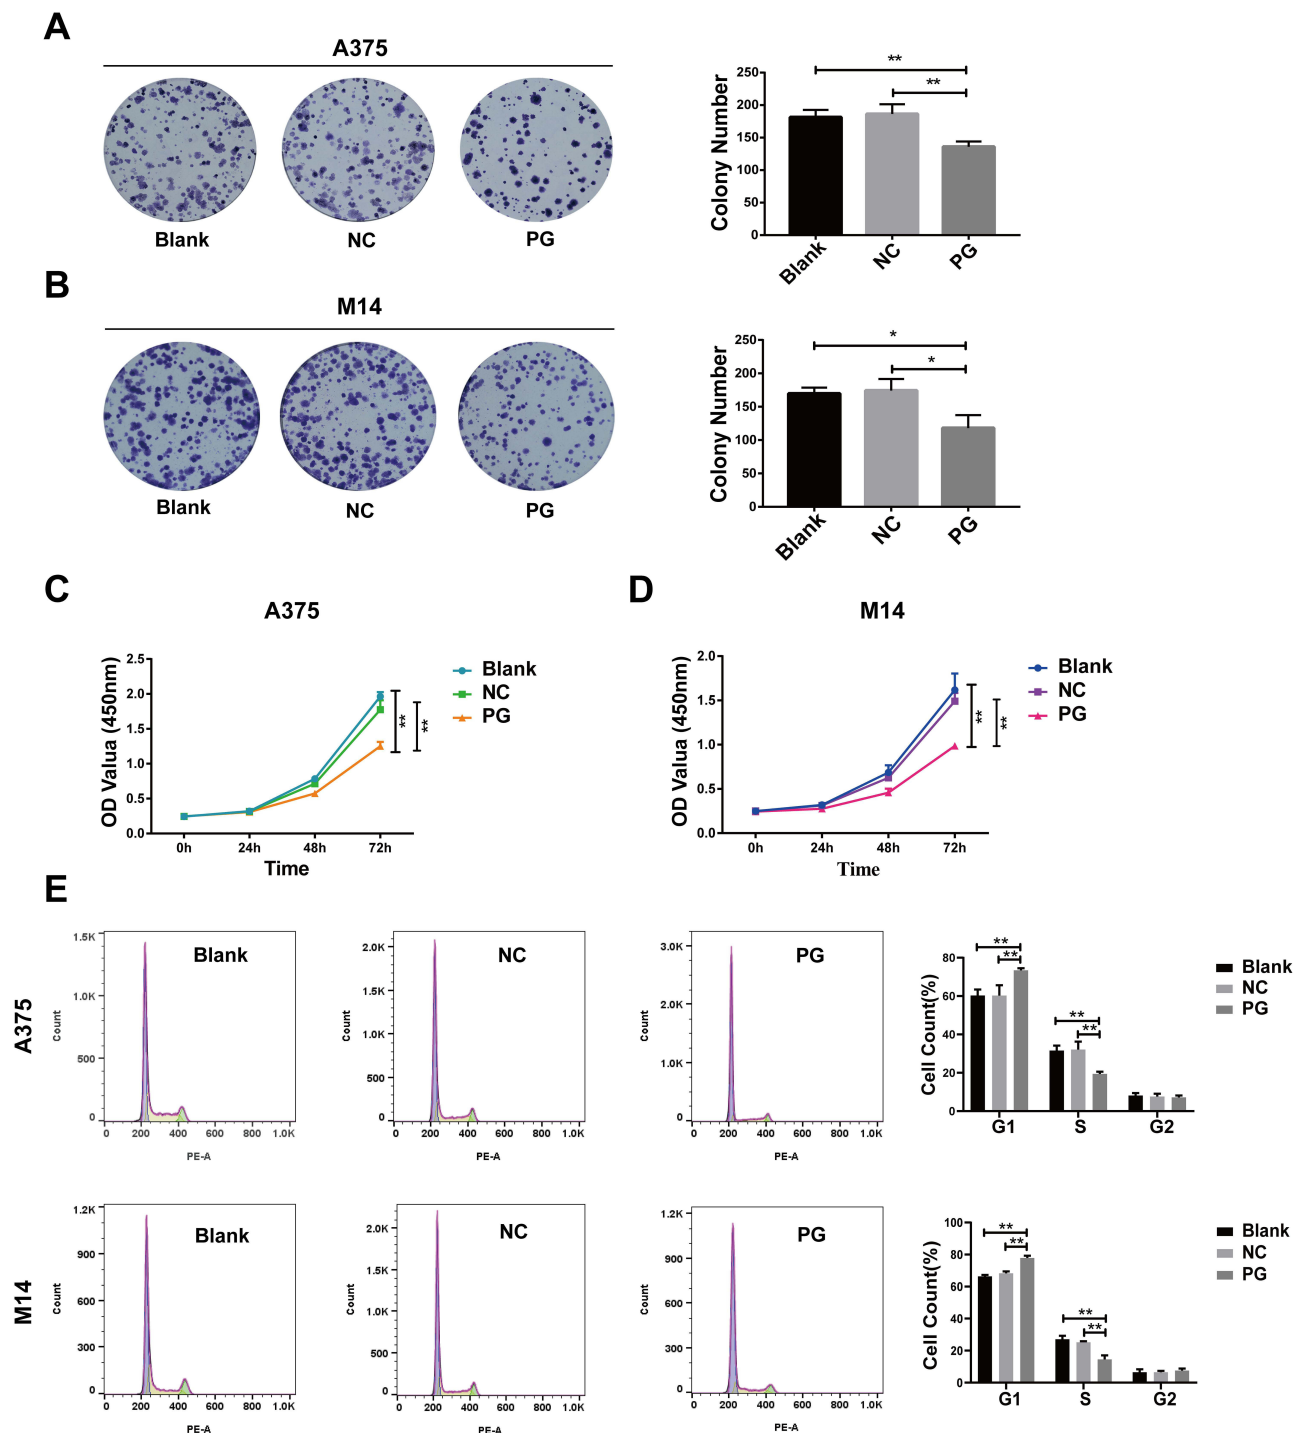 A
A375
Blank
NC
PG
Colony Number
250
200
150
100
50
0
**
**
Blank
NC
PG
B
M14
Blank
NC
PG
Colony Number
250
200
150
100
50
0
*
*
Blank
NC
PG
C
A375
OD Valua (450nm)
2.5
2.0
1.5
1.0
0.5
0.0
0h
24h
48h
72h
Time
**
**
Blank
NC
PG
D
M14
OD Valua (450nm)
2.0
1.5
1.0
0.5
0.0
0h
24h
48h
72h
Time
**
**
Blank
NC
PG
E
A375
Blank
Count
1.5K
1.0K
500
0
0 200 400 600 800 1.0K
PE-A
NC
Count
2.0K
1.5K
1.0K
500
0
0 200 400 600 800 1.0K
PE-A
PG
Count
3.0K
2.0K
1.0K
0
0 200 400 600 800 1.0K
PE-A
Cell Count(%)
80
60
40
20
0
**
**
**
**
G1 S G2
Blank
NC
PG
M14
Blank
Count
1.2K
900
600
300
0
0 200 400 600 800 1.0K
PE-A
NC
Count
2.0K
1.5K
1.0K
500
0
0 200 400 600 800 1.0K
PE-A
PG
Count
1.2K
900
600
300
0
0 200 400 600 800 1.0K
PE-A
Cell Count(%)
100
80
60
40
20
0
**
**
**
**
G1 S G2
Blank
NC
PG